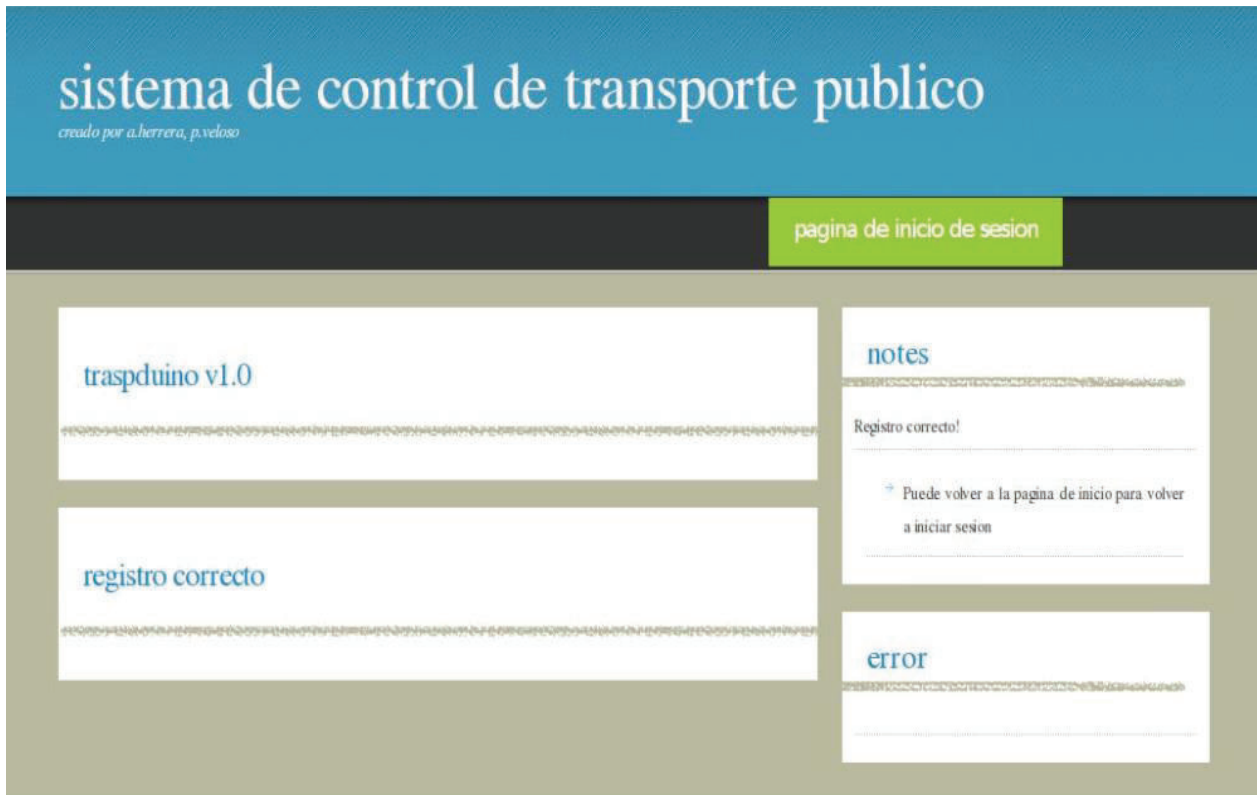 sistema de control de transporte publico
creado por a.herrera, p.veloso
pagina de inicio de sesion
traspduino v1.0
registro correcto
notes
Registro correcto!
Puede volver a la pagina de inicio para volver
a iniciar sesion
error